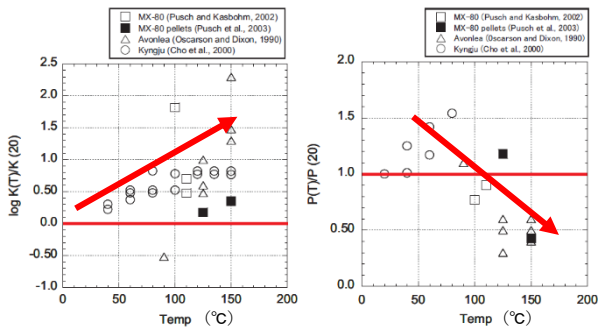 MX-80 (Pusch and Kasbohm, 2002)
MX-80 pellets (Pusch et al., 2003)
Avonlea (Oscarson and Dixon, 1990)
Kyngju (Cho et al., 2000)
log K(T)/K (20)
2.5
2.0
1.5
1.0
0.50
0.0
-0.50
-1.0
0 50 100 150 200
Temp (℃)
MX-80 (Pusch and Kasbohm, 2002)
MX-80 pellets (Pusch et al., 2003)
Avonlea (Oscarson and Dixon, 1990)
Kyngju (Cho et al., 2000)
P(T)/P (20)
2.0
1.5
1.0
0.50
0.0
0 50 100 150 200
Temp (℃)